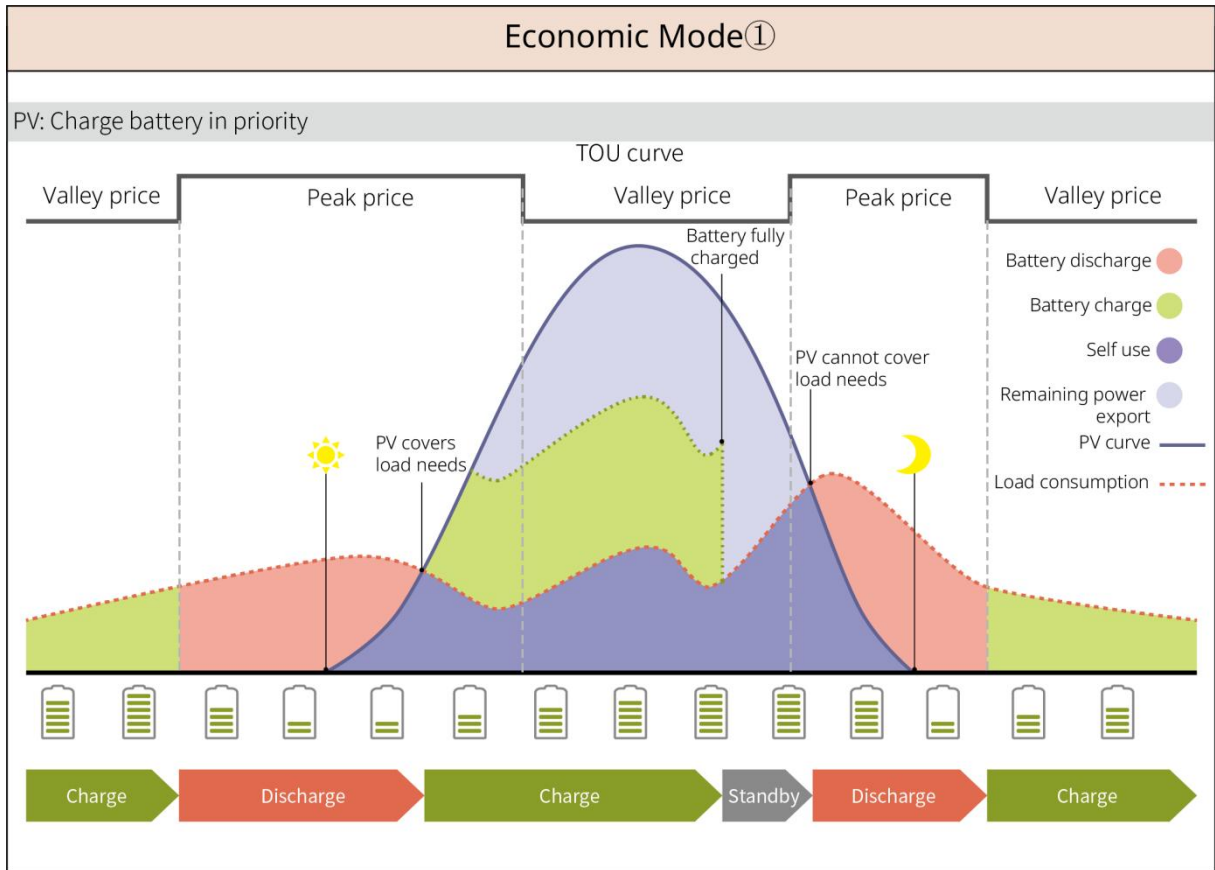 Economic Mode①
PV: Charge battery in priority
TOU curve
Valley price
Peak price
Valley price
Peak price
Valley price
Battery fully
charged
Battery discharge
Battery charge
Self use
Remaining power
export
PV curve
Load consumption
PV cannot cover
load needs
PV covers
load needs
Charge
Discharge
Charge
Standby
Discharge
Charge